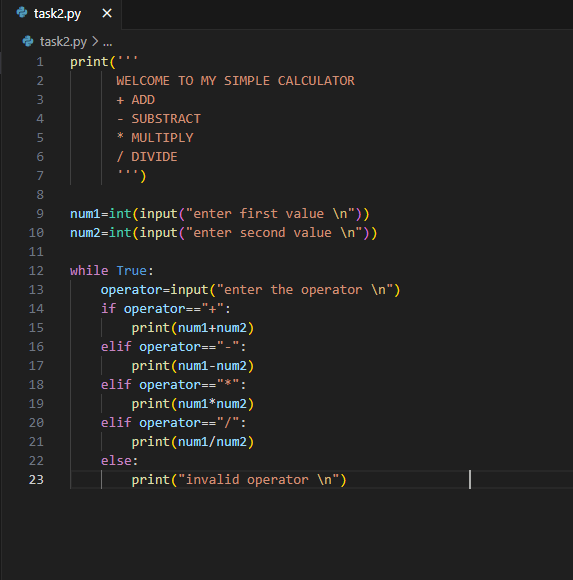 task2.py ×
task2.py > ...
1 print('''
2       WELCOME TO MY SIMPLE CALCULATOR
3       + ADD
4       - SUBSTRACT
5       * MULTIPLY
6       / DIVIDE
7       ''')
8
9 num1=int(input("enter first value \n"))
10 num2=int(input("enter second value \n"))
11
12 while True:
13     operator=input("enter the operator \n")
14     if operator=="+":
15         print(num1+num2)
16     elif operator=="-":
17         print(num1-num2)
18     elif operator=="*":
19         print(num1*num2)
20     elif operator=="/":
21         print(num1/num2)
22     else:
23         print("invalid operator \n")